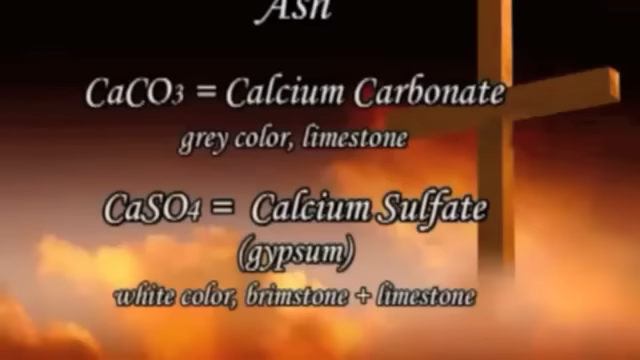 Ash
CaCO3 = Calcium Carbonate
grey color, limestone
CaSO4 = Calcium Sulfate
(gypsum)
white color, brimstone + limestone